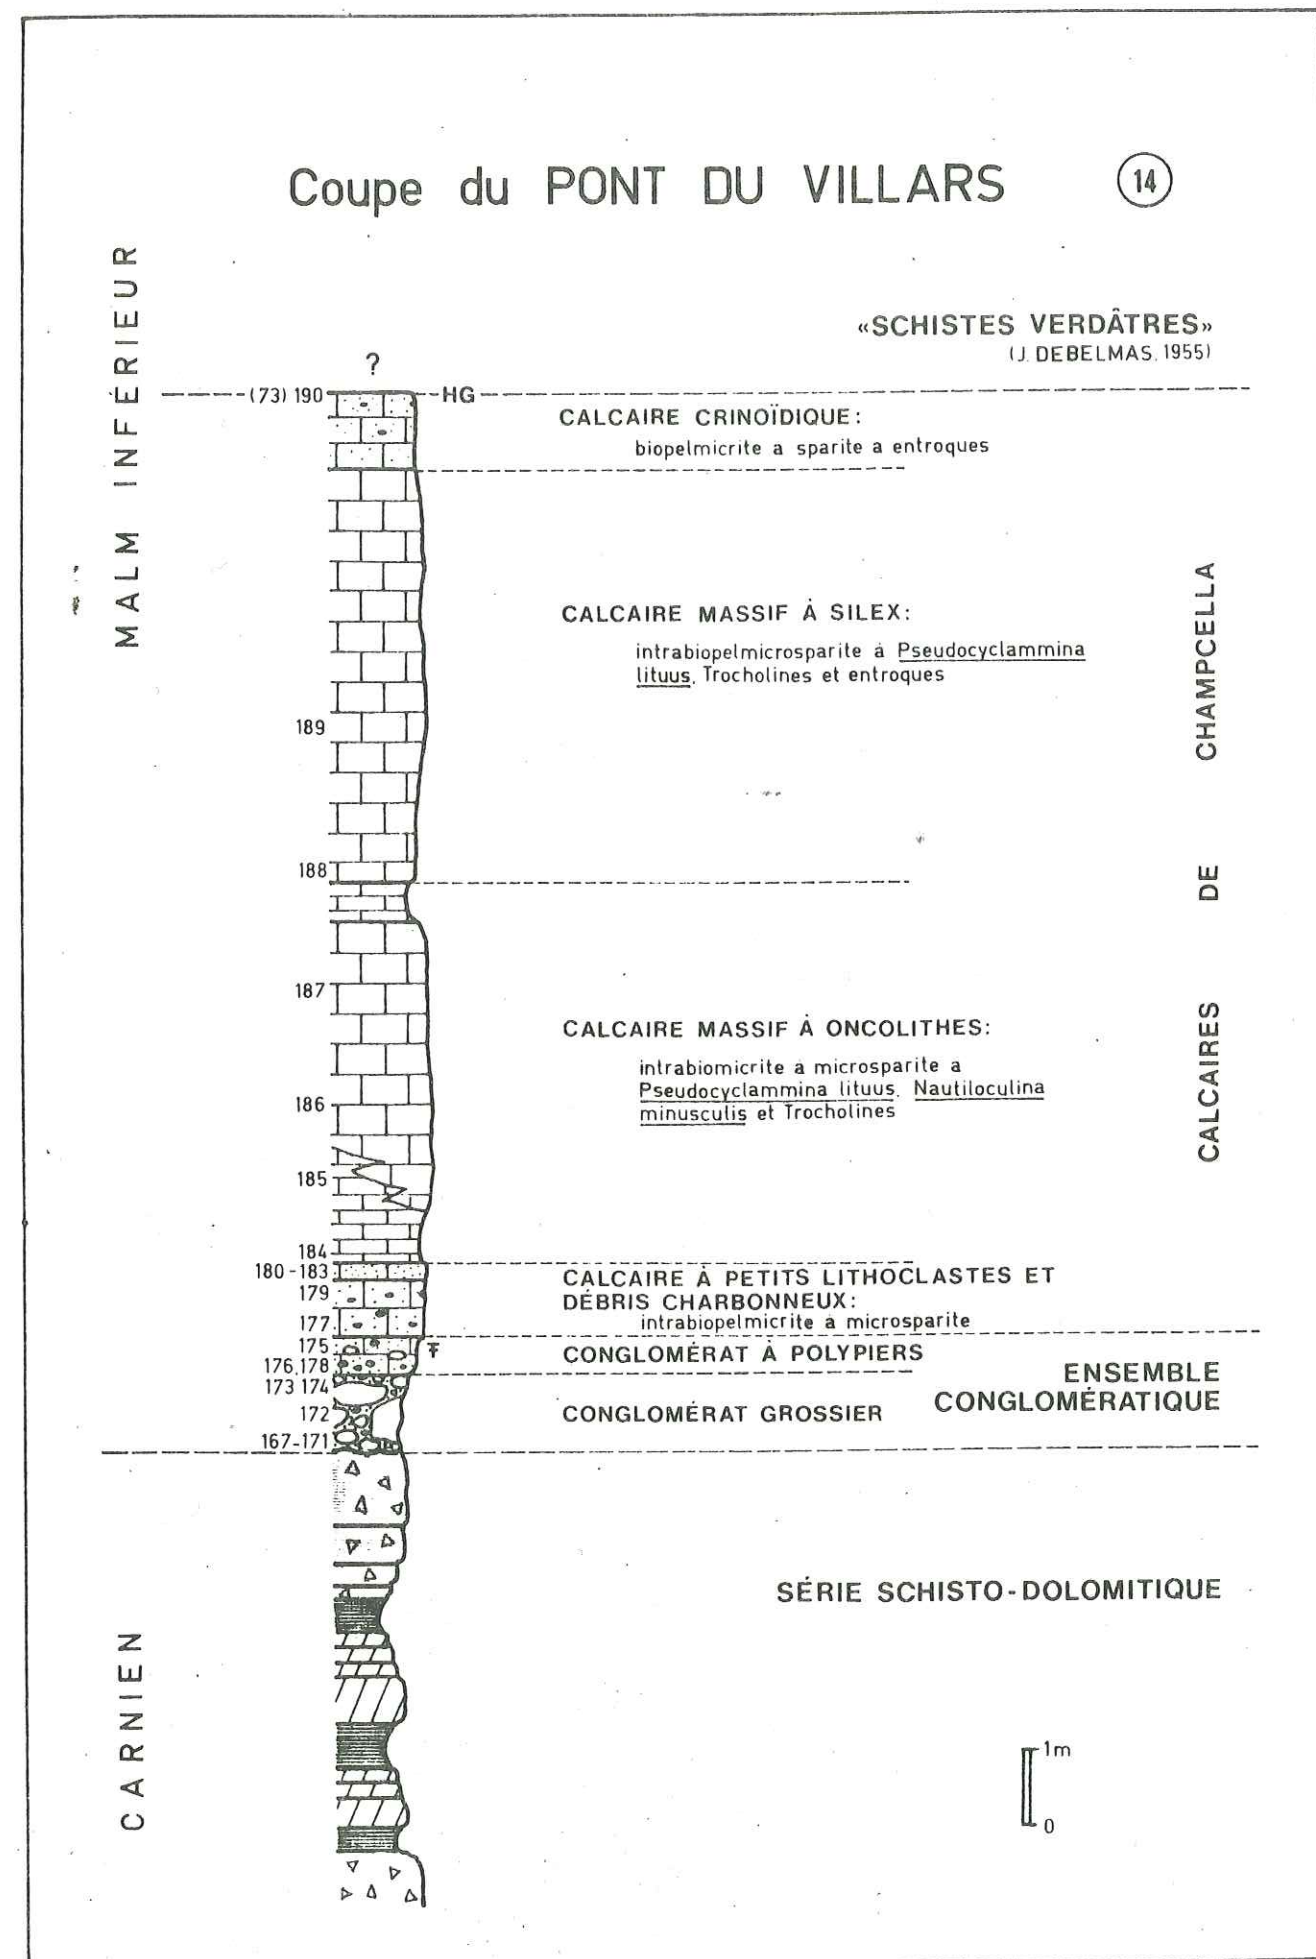 Coupe du PONT DU VILLARS
14
MALM INFERIEUR
«SCHISTES VERDÂTRES»
(J. DEBELMAS. 1955)
?
(73) 190
HG
CALCAIRE CRINOÏDIQUE:
biopelmicrite a sparite a entroques
CALCAIRE MASSIF À SILEX:
intrabiopelmicrosparite à Pseudocyclammina
lituus, Trocholines et entroques
189
188
CALCAIRES DE CHAMPCELLA
187
CALCAIRE MASSIF À ONCOLITHES:
intrabiomicrite à microsparite a
Pseudocyclammina lituus, Nautiloculina
minusculis et Trocholines
186
185
184
180-183
179
177
CALCAIRE À PETITS LITHOCLASTES ET
DÉBRIS CHARBONNEUX:
intrabiopelmicrite à microsparite
175
176,178
CONGLOMÉRAT À POLYPIERS
ENSEMBLE
CONGLOMÉRATIQUE
173 174
172
167-171
CONGLOMÉRAT GROSSIER
CARNIEN
SÉRIE SCHISTO-DOLOMITIQUE
1m
0